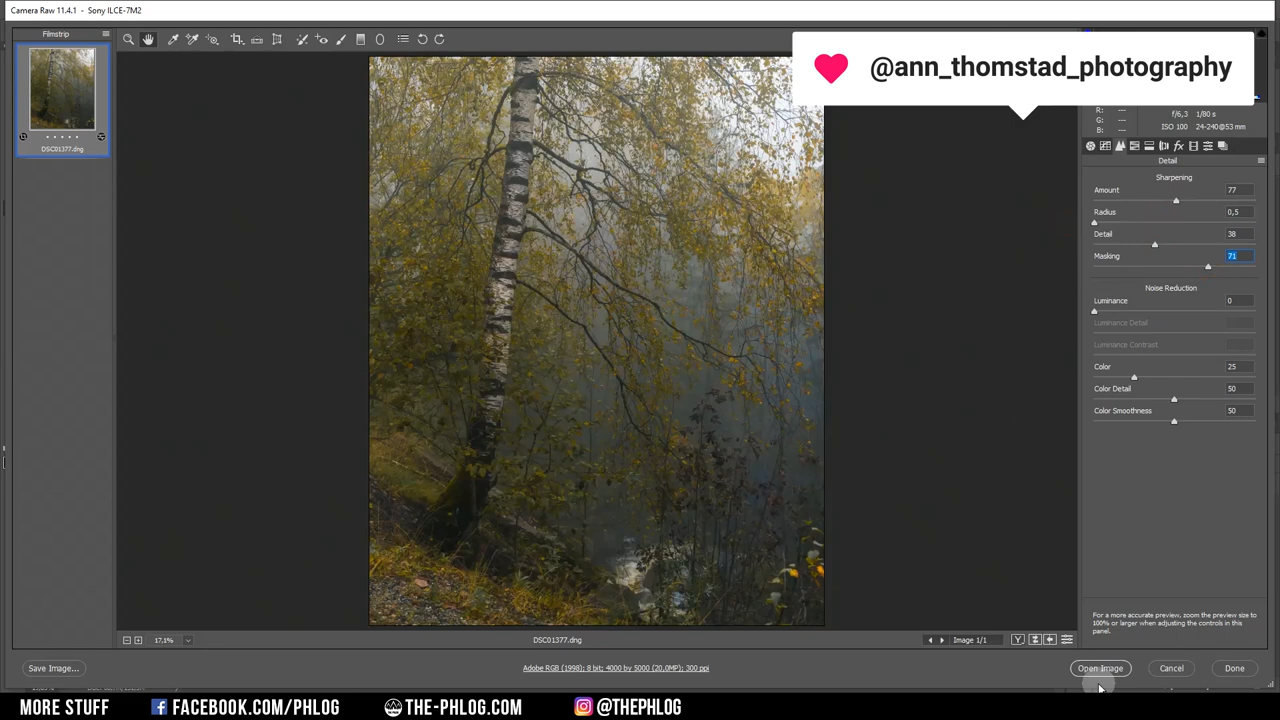 Camera Raw 11.4.1 - Sony ILCE-7M2
Filmstrip
DSC01377.dng
@ann_thomstad_photography
R: ---
G: ---
B: ---
f/6,3 1/80 s
ISO 100 24-240@53 mm
Detail
Sharpening
Amount 77
Radius 0,5
Detail 38
Masking 71
Noise Reduction
Luminance 0
Luminance Detail
Luminance Contrast
Color 25
Color Detail 50
Color Smoothness 50
For a more accurate preview, zoom the preview size to
100% or larger when adjusting the controls in this
panel.
17,1%
DSC01377.dng
Image 1/1
Y
Save Image...
Adobe RGB (1998); 8 bit; 4000 by 5000 (20,0MP); 300 ppi
Open Image
Cancel
Done
MORE STUFF
FACEBOOK.COM/PHLOG
THE-PHLOG.COM
@THEPHLOG